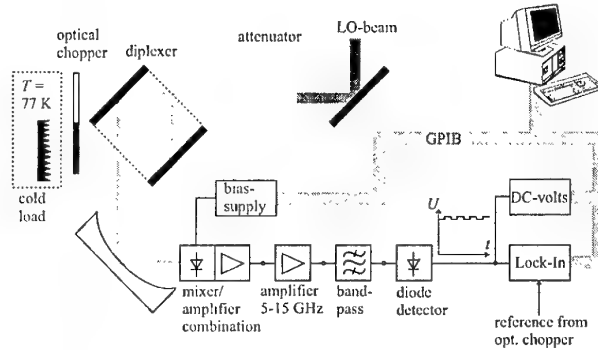 optical
chopper
diplexer
attenuator
LO-beam
T =
77 K
cold
load
GPIB
bias-
supply
U
t
DC-volts
Lock-In
mixer/
amplifier
combination
amplifier
5-15 GHz
band-
pass
diode
detector
reference from
opt. chopper